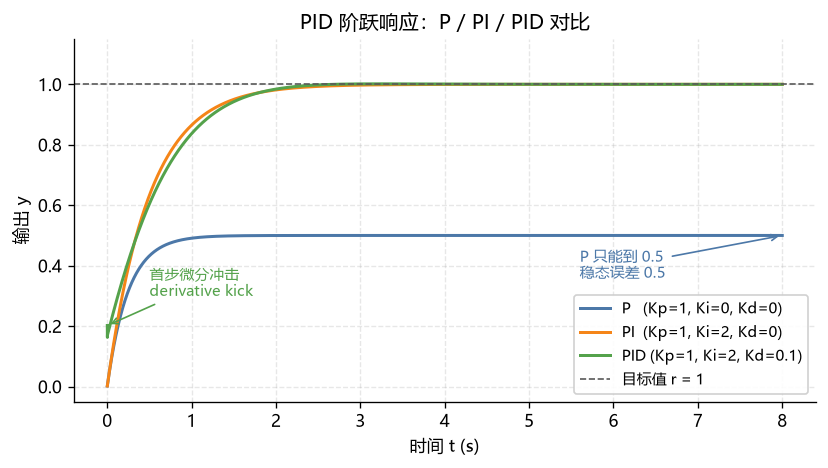 PID 阶跃响应：P / PI / PID 对比
输出 y
1.0
0.8
0.6
0.4
0.2
0.0
P 只能到 0.5
稳态误差 0.5
首步微分冲击
derivative kick
P (Kp=1, Ki=0, Kd=0)
PI (Kp=1, Ki=2, Kd=0)
PID (Kp=1, Ki=2, Kd=0.1)
目标值 r = 1
0 1 2 3 4 5 6 7 8
时间 t (s)